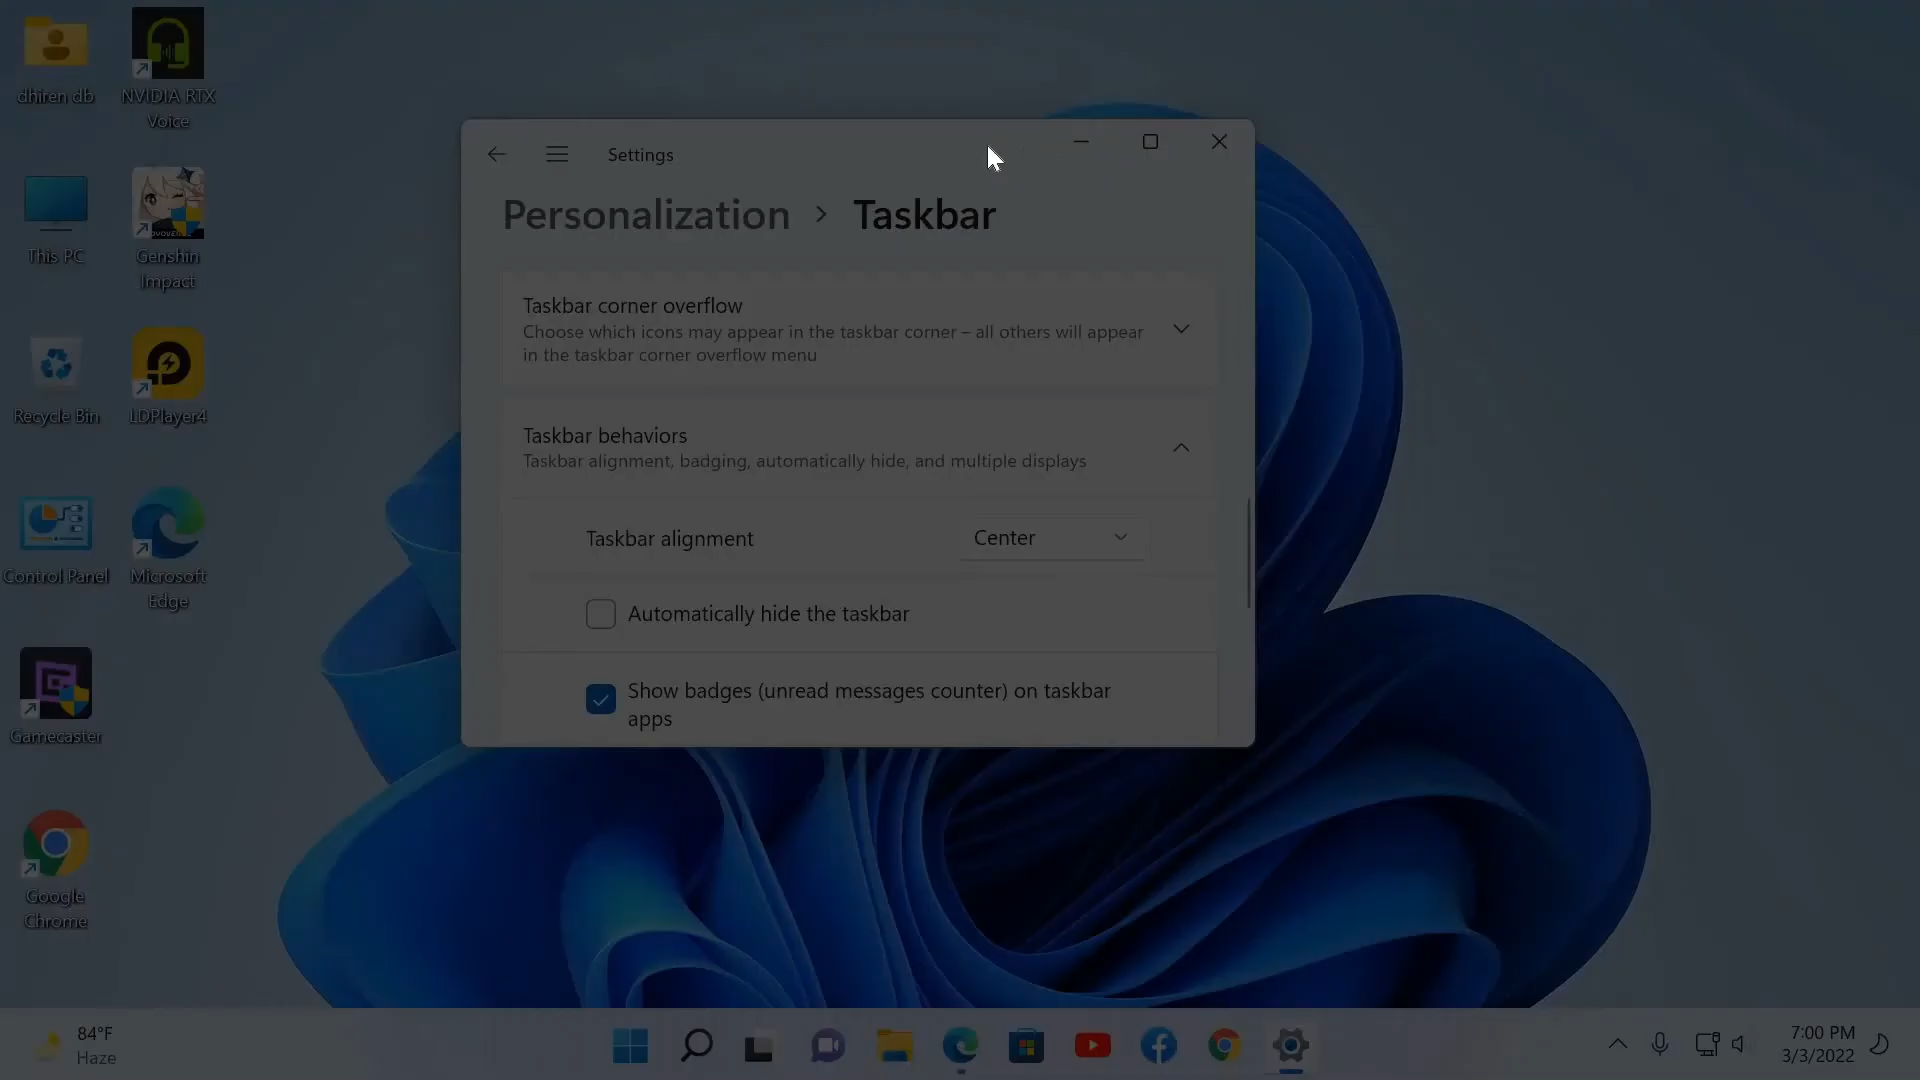 dhiren db
NVIDIA RTX
Voice
This PC
Genshin
Impact
Recycle Bin
LDPlayer4
Control Panel
Microsoft
Edge
Gamecaster
Google
Chrome
Settings
Personalization > Taskbar
Taskbar corner overflow
Choose which icons may appear in the taskbar corner – all others will appear
in the taskbar corner overflow menu
Taskbar behaviors
Taskbar alignment, badging, automatically hide, and multiple displays
Taskbar alignment
Center
Automatically hide the taskbar
Show badges (unread messages counter) on taskbar
apps
84°F
Haze
7:00 PM
3/3/2022